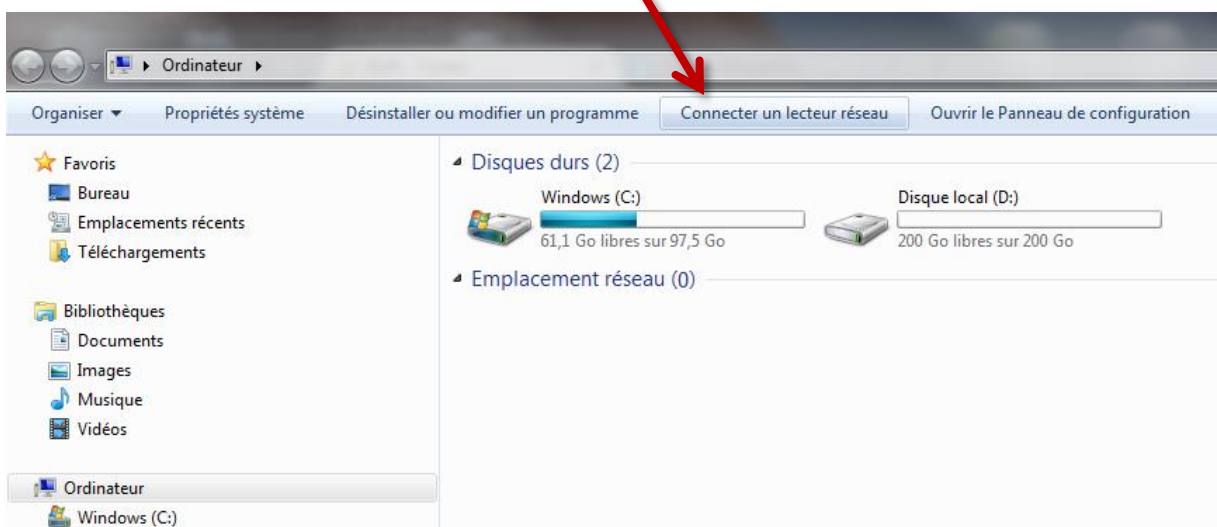 Ordinateur
Organiser Propriétés système Désinstaller ou modifier un programme Connecter un lecteur réseau Ouvrir le Panneau de configuration
Favoris
Bureau
Emplacements récents
Téléchargements
Bibliothèques
Documents
Images
Musique
Vidéos
Ordinateur
Windows (C:)
Disques durs (2)
Windows (C:)
61,1 Go libres sur 97,5 Go
Disque local (D:)
200 Go libres sur 200 Go
Emplacement réseau (0)